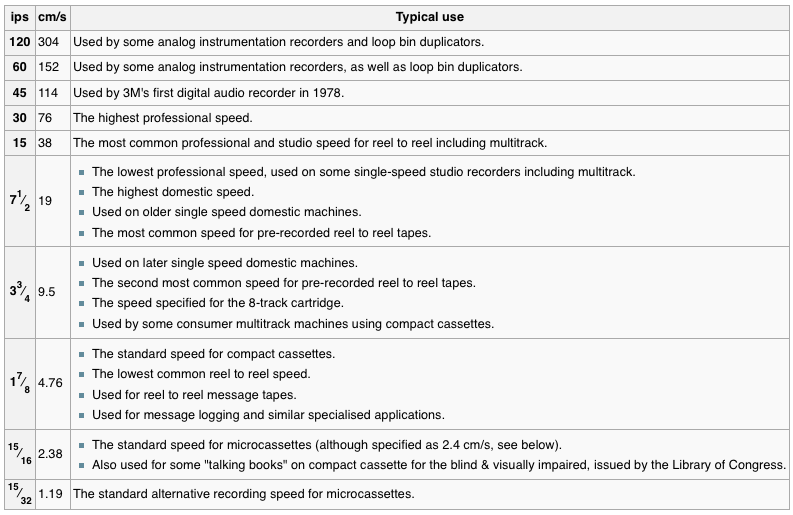 ips cm/s Typical use
120 304 Used by some analog instrumentation recorders and loop bin duplicators.
60 152 Used by some analog instrumentation recorders, as well as loop bin duplicators.
45 114 Used by 3M's first digital audio recorder in 1978.
30 76 The highest professional speed.
15 38 The most common professional and studio speed for reel to reel including multitrack.
7 1/2 19
The lowest professional speed, used on some single-speed studio recorders including multitrack.
The highest domestic speed.
Used on older single speed domestic machines.
The most common speed for pre-recorded reel to reel tapes.
3 3/4 9.5
Used on later single speed domestic machines.
The second most common speed for pre-recorded reel to reel tapes.
The speed specified for the 8-track cartridge.
Used by some consumer multitrack machines using compact cassettes.
1 7/8 4.76
The standard speed for compact cassettes.
The lowest common reel to reel speed.
Used for reel to reel message tapes.
Used for message logging and similar specialised applications.
15/16 2.38
The standard speed for microcassettes (although specified as 2.4 cm/s, see below).
Also used for some "talking books" on compact cassette for the blind & visually impaired, issued by the Library of Congress.
15/32 1.19 The standard alternative recording speed for microcassettes.